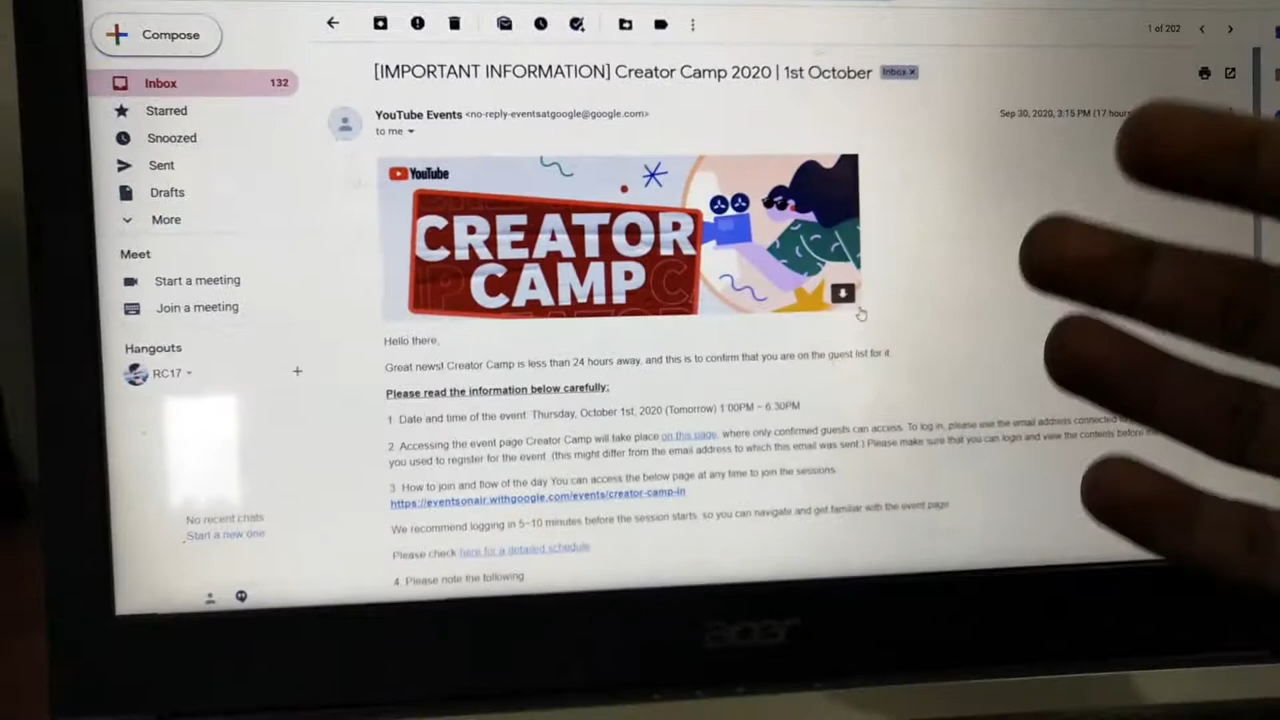 Compose
1 of 202
[IMPORTANT INFORMATION] Creator Camp 2020 | 1st October Inbox ×
Inbox 132
YouTube Events <no-reply-eventsatgoogle@google.com>
Sep 30, 2020, 3:15 PM (17 hour
to me
Starred
Snoozed
Sent
Drafts
More
Meet
Start a meeting
Join a meeting
Hangouts
RC17
No recent chats
Start a new one
YouTube
CREATOR
CAMP
Hello there,
Great news! Creator Camp is less than 24 hours away, and this is to confirm that you are on the guest list for it.
Please read the information below carefully:
1. Date and time of the event: Thursday, October 1st, 2020 (Tomorrow) 1:00PM - 6:30PM
2. Accessing the event page Creator Camp will take place on this page, where only confirmed guests can access. To log in, please use the email address connected
you used to register for the event. (this might differ from the email address to which this email was sent.) Please make sure that you can login and view the contents before
3. How to join and flow of the day You can access the below page at any time to join the sessions.
https://eventsonair.withgoogle.com/events/creator-camp-in
We recommend logging in 5-10 minutes before the session starts, so you can navigate and get familiar with the event page
Please check here for a detailed schedule
4. Please note the following
acer